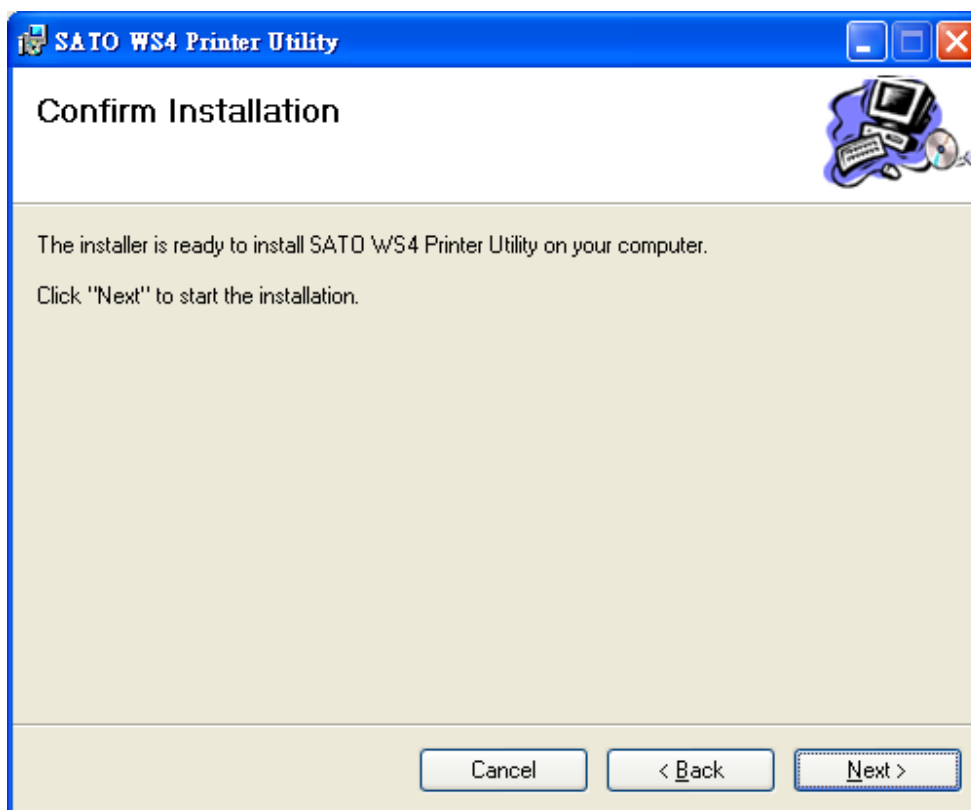 SATO WS4 Printer Utility
Confirm Installation
The installer is ready to install SATO WS4 Printer Utility on your computer.
Click "Next" to start the installation.
Cancel
< Back
Next >